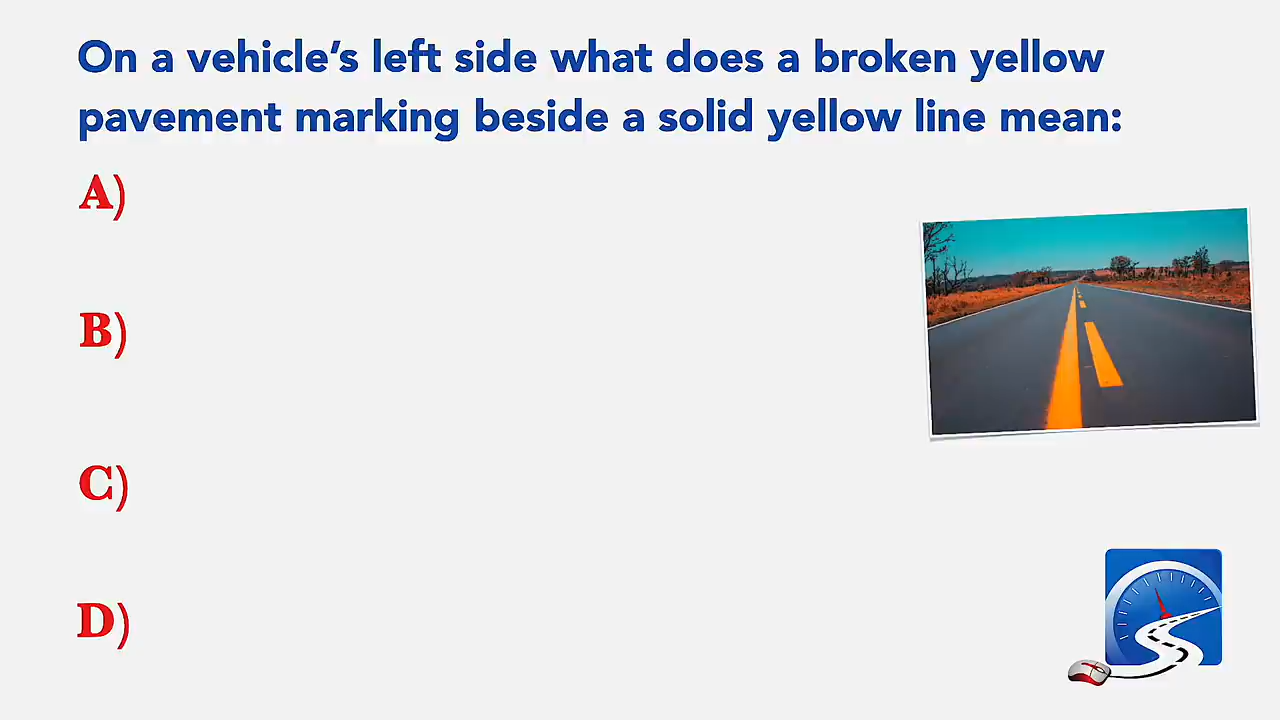 On a vehicle’s left side what does a broken yellow
pavement marking beside a solid yellow line mean:
A)
B)
C)
D)